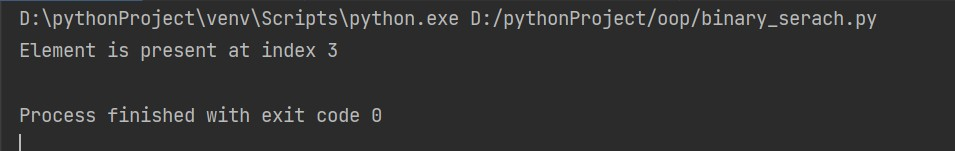 D:\pythonProject\venv\Scripts\python.exe D:/pythonProject/oop/binary_serach.py
Element is present at index 3
Process finished with exit code 0